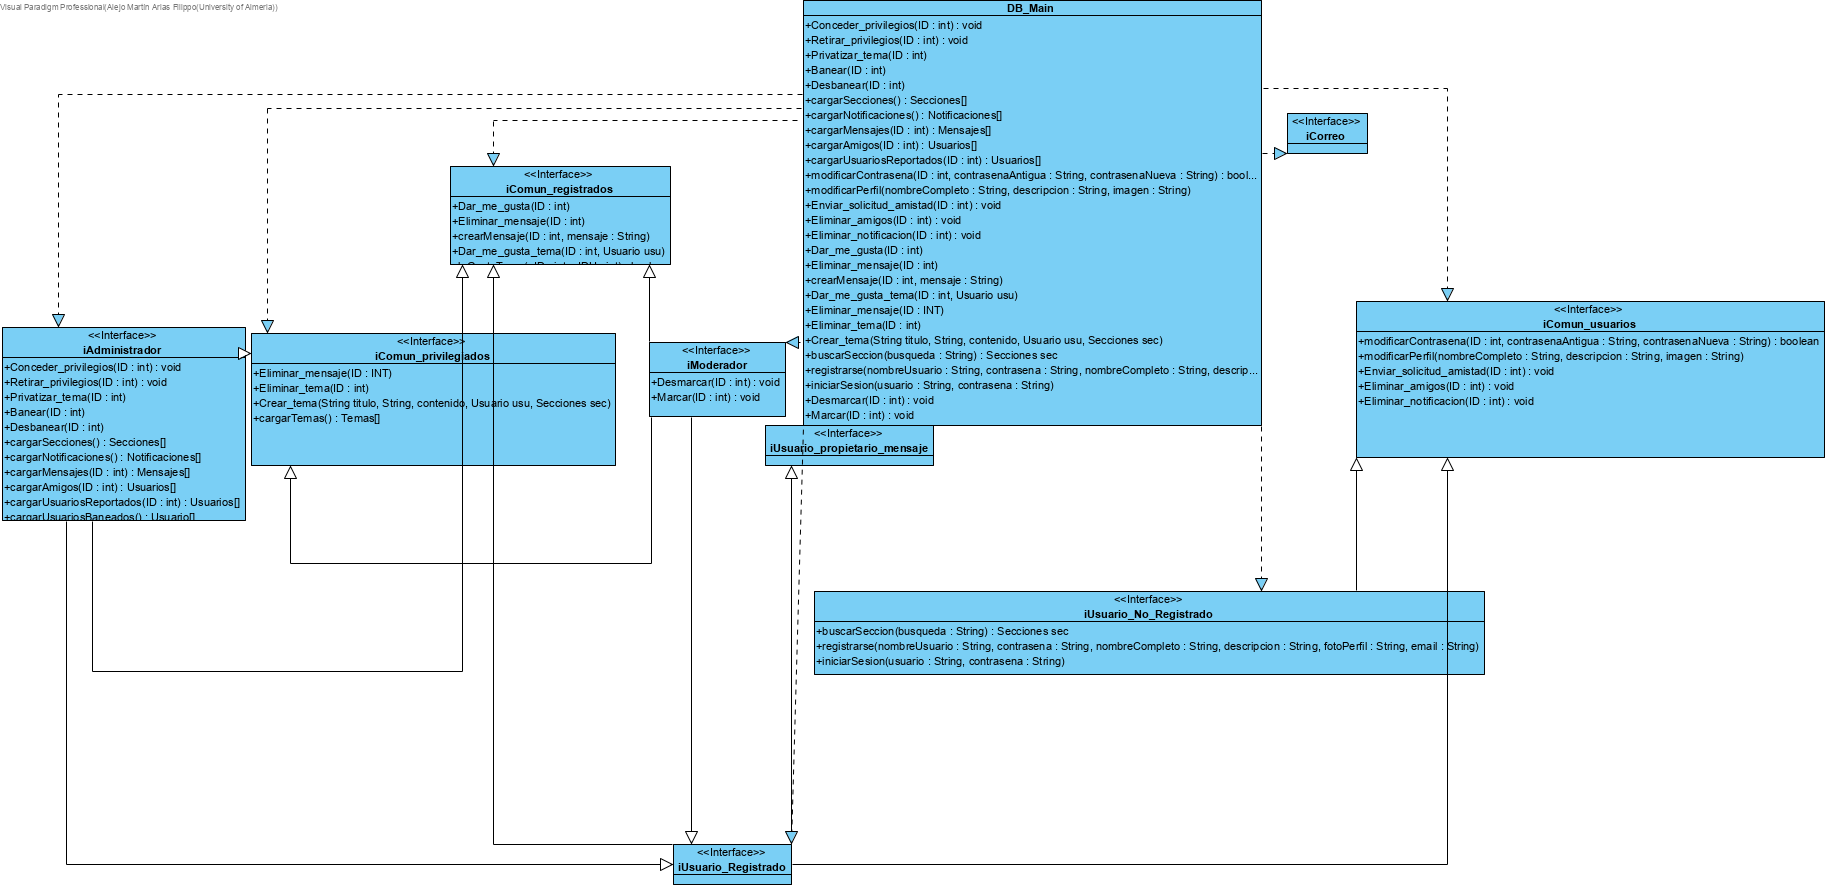 Visual Paradigm Professional(Alejo Martín Arias Filippo(University of Almeria))
DB_Main
+Conceder_privilegios(ID : int) : void
+Retirar_privilegios(ID : int) : void
+Privatizar_tema(ID : int)
+Banear(ID : int)
+Desbanear(ID : int)
+cargarSecciones() : Secciones[]
+cargarNotificaciones() : Notificaciones[]
+cargarMensajes(ID : int) : Mensajes[]
+cargarAmigos(ID : int) : Usuarios[]
+cargarUsuariosReportados(ID : int) : Usuarios[]
+modificarContrasena(ID : int, contrasenaAntigua : String, contrasenaNueva : String) : bool...
+modificarPerfil(nombreCompleto : String, descripcion : String, imagen : String)
+Enviar_solicitud_amistad(ID : int) : void
+Eliminar_amigos(ID : int) : void
+Eliminar_notificacion(ID : int) : void
+Dar_me_gusta(ID : int)
+Eliminar_mensaje(ID : int)
+crearMensaje(ID : int, mensaje : String)
+Dar_me_gusta_tema(ID : int, Usuario usu)
+Eliminar_mensaje(ID : INT)
+Eliminar_tema(ID : int)
+Crear_tema(String titulo, String, contenido, Usuario usu, Secciones sec)
+buscarSeccion(busqueda : String) : Secciones sec
+registrarse(nombreUsuario : String, contrasena : String, nombreCompleto : String, descrip...
+iniciarSesion(usuario : String, contrasena : String)
+Desmarcar(ID : int) : void
+Marcar(ID : int) : void
<<Interface>>
iCorreo
<<Interface>>
iComun_registrados
+Dar_me_gusta(ID : int)
+Eliminar_mensaje(ID : int)
+crearMensaje(ID : int, mensaje : String)
+Dar_me_gusta_tema(ID : int, Usuario usu)
<<Interface>>
iComun_usuarios
+modificarContrasena(ID : int, contrasenaAntigua : String, contrasenaNueva : String) : boolean
+modificarPerfil(nombreCompleto : String, descripcion : String, imagen : String)
+Enviar_solicitud_amistad(ID : int) : void
+Eliminar_amigos(ID : int) : void
+Eliminar_notificacion(ID : int) : void
<<Interface>>
iAdministrador
+Conceder_privilegios(ID : int) : void
+Retirar_privilegios(ID : int) : void
+Privatizar_tema(ID : int)
+Banear(ID : int)
+Desbanear(ID : int)
+cargarSecciones() : Secciones[]
+cargarNotificaciones() : Notificaciones[]
+cargarMensajes(ID : int) : Mensajes[]
+cargarAmigos(ID : int) : Usuarios[]
+cargarUsuariosReportados(ID : int) : Usuarios[]
+cargarUsuariosBaneados() : Usuario[]
<<Interface>>
iComun_privilegiados
+Eliminar_mensaje(ID : INT)
+Eliminar_tema(ID : int)
+Crear_tema(String titulo, String, contenido, Usuario usu, Secciones sec)
+cargarTemas() : Temas[]
<<Interface>>
iModerador
+Desmarcar(ID : int) : void
+Marcar(ID : int) : void
<<Interface>>
iUsuario_propietario_mensaje
<<Interface>>
iUsuario_No_Registrado
+buscarSeccion(busqueda : String) : Secciones sec
+registrarse(nombreUsuario : String, contrasena : String, nombreCompleto : String, descripcion : String, fotoPerfil : String, email : String)
+iniciarSesion(usuario : String, contrasena : String)
<<Interface>>
iUsuario_Registrado